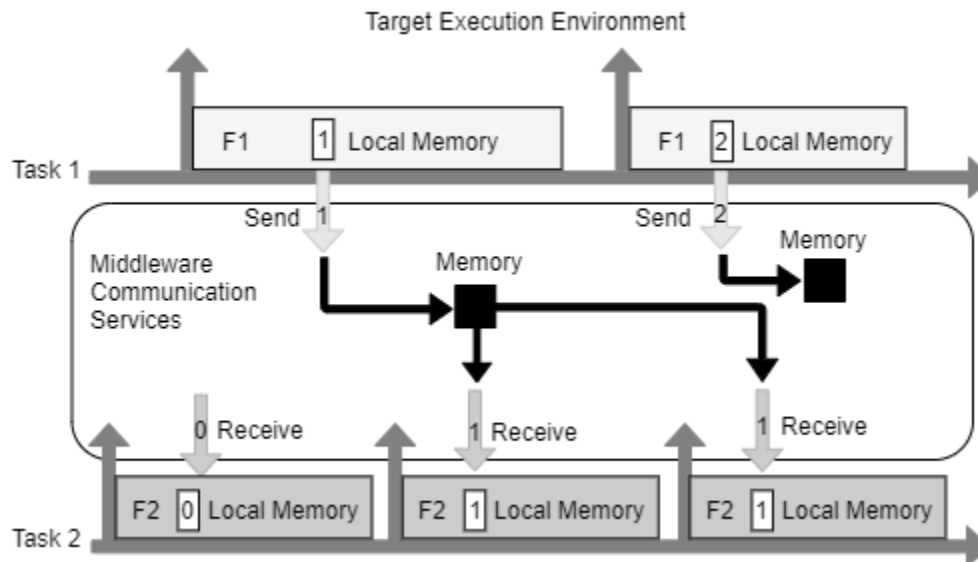 Target Execution Environment
F1 1 Local Memory
F1 2 Local Memory
Task 1
Send 1
Send 2
Memory
Middleware
Communication
Services
Memory
0 Receive
1 Receive
1 Receive
F2 0 Local Memory
F2 1 Local Memory
F2 1 Local Memory
Task 2